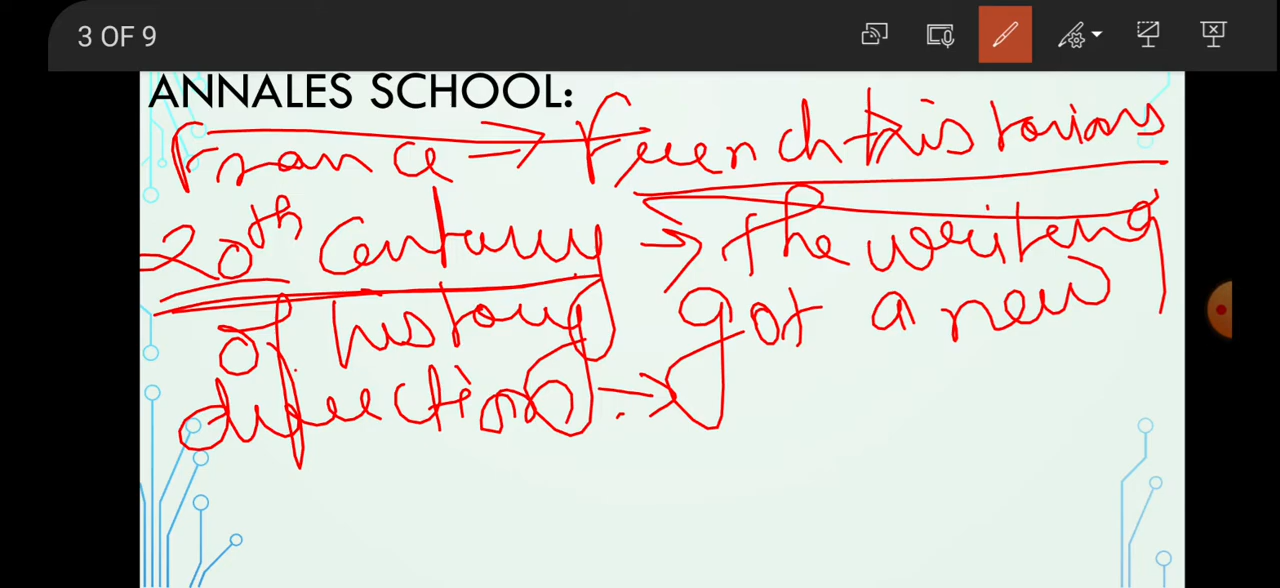 3 OF 9
ANNALES SCHOOL:
France → French historians
20th Century → The writing
of history got a new
direction →